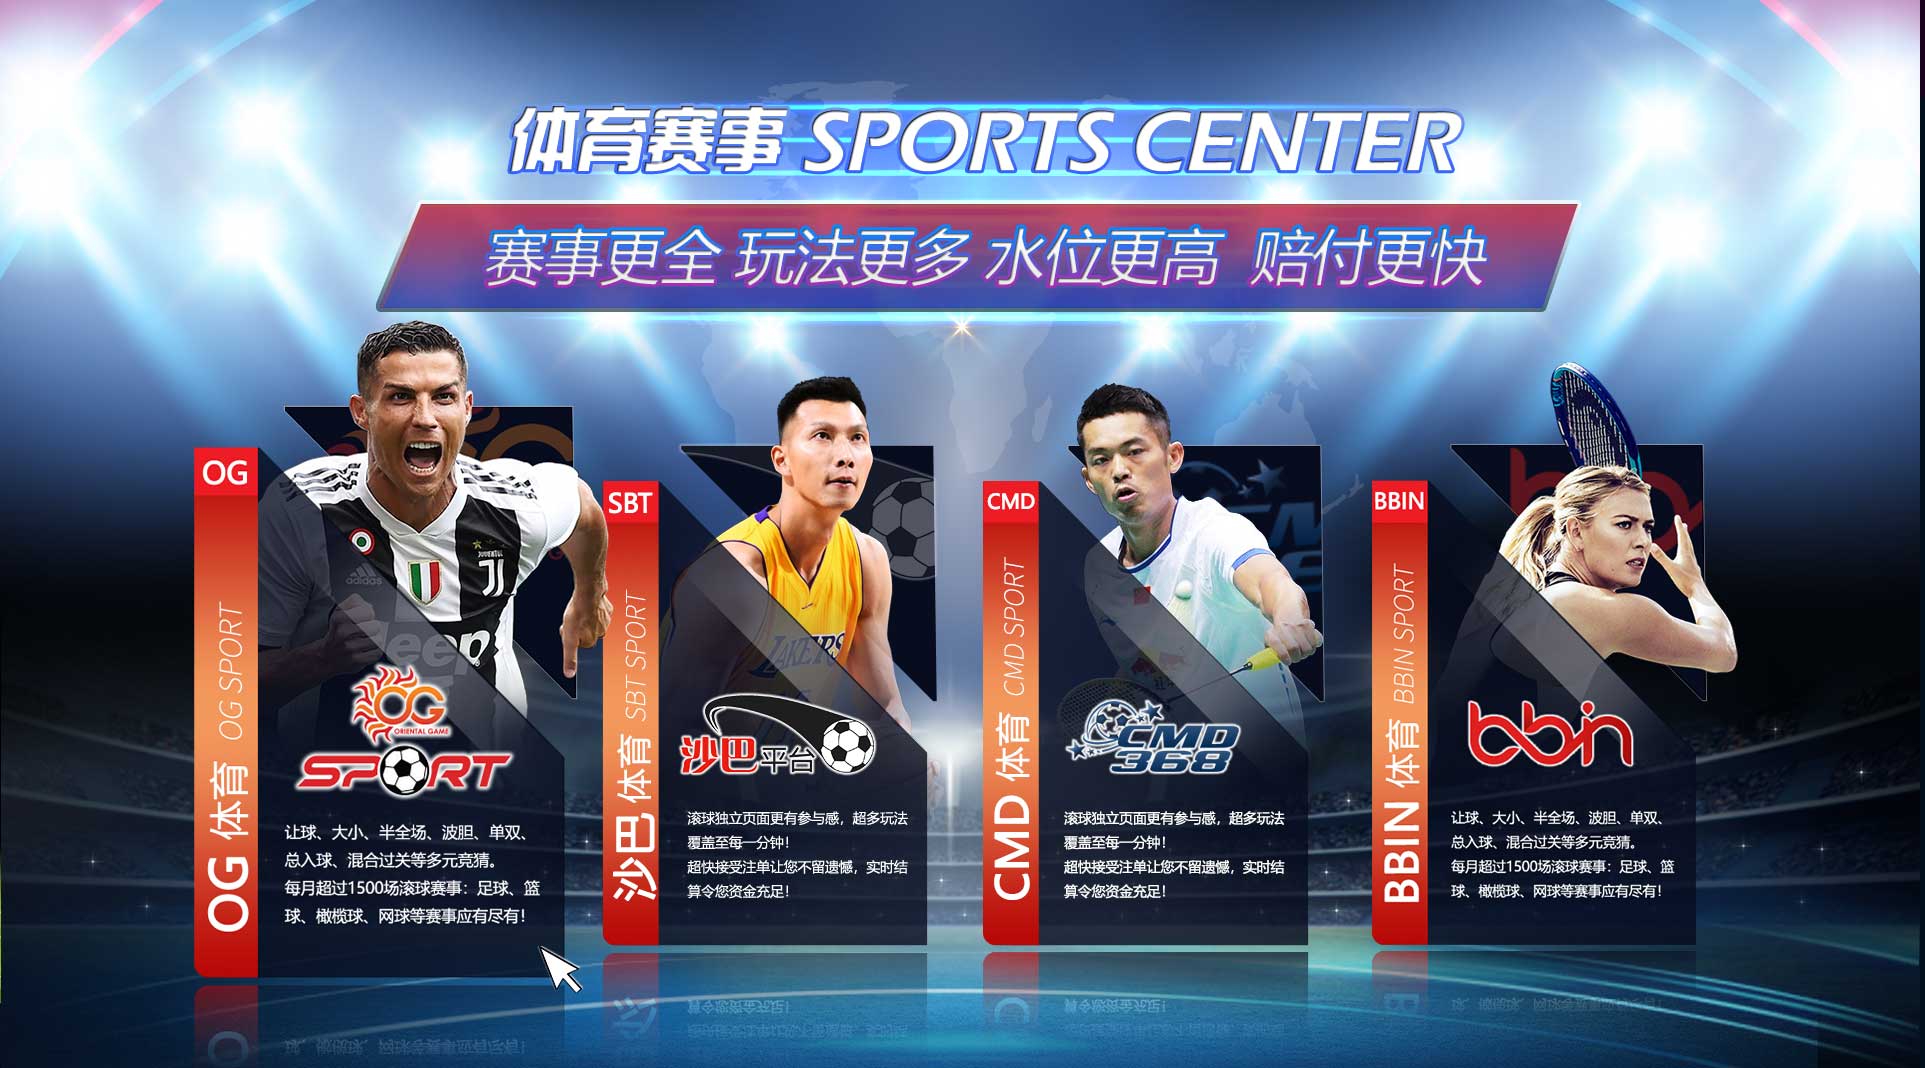 体育赛事 SPORTS CENTER
赛事更全 玩法更多 水位更高 赔付更快
OG
OG 体育 OG SPORT
adidas
JUVENTUS
Jeep
OG
ORIENTAL GAME
SPORT
让球、大小、半全场、波胆、单双、
总入球、混合过关等多元竞猜。
每月超过1500场滚球赛事：足球、篮
球、橄榄球、网球等赛事应有尽有！
SBT
沙巴 体育 SBT SPORT
LAKERS
沙巴平台
滚球独立页面更有参与感，超多玩法
覆盖至每一分钟！
超快接受注单让您不留遗憾，实时结
算令您资金充足！
CMD
CMD 体育 CMD SPORT
CMD
368
滚球独立页面更有参与感，超多玩法
覆盖至每一分钟！
超快接受注单让您不留遗憾，实时结
算令您资金充足！
BBIN
BBIN 体育 BBIN SPORT
bbin
让球、大小、半全场、波胆、单双、
总入球、混合过关等多元竞猜。
每月超过1500场滚球赛事：足球、篮
球、橄榄球、网球等赛事应有尽有！